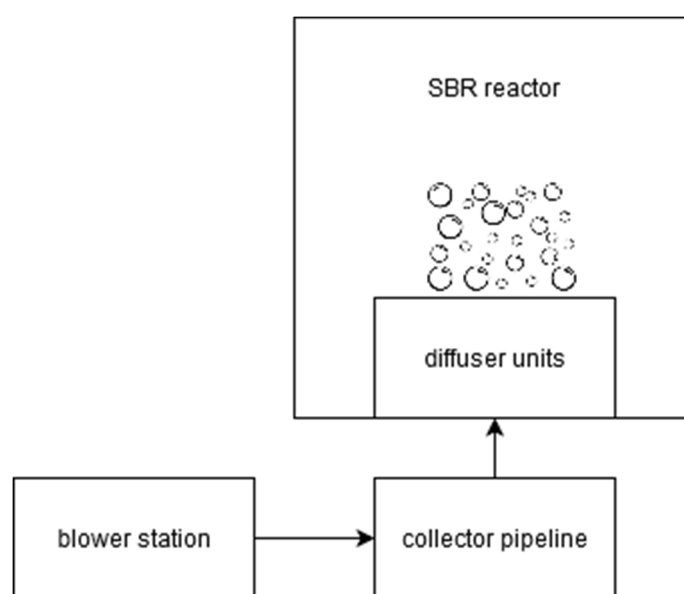 SBR reactor
diffuser units
blower station
collector pipeline